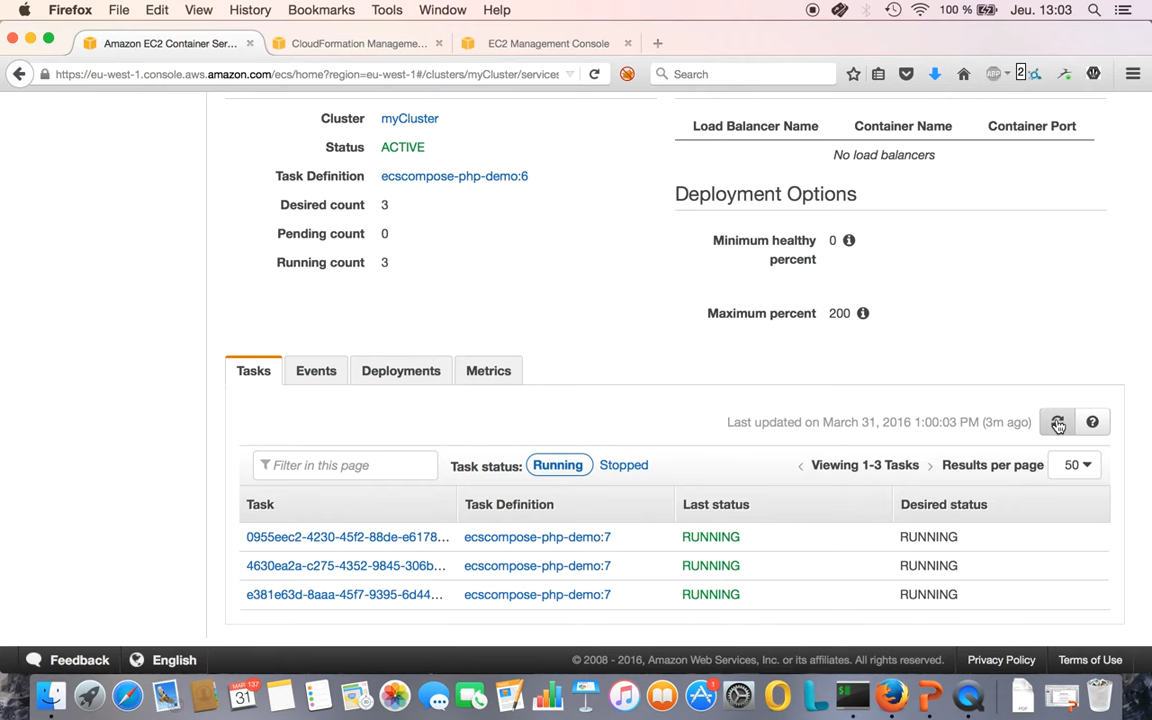 Firefox File Edit View History Bookmarks Tools Window Help 100 % Jeu. 13:03
Amazon EC2 Container Ser... CloudFormation Manageme... EC2 Management Console
https://eu-west-1.console.aws.amazon.com/ecs/home?region=eu-west-1#/clusters/myCluster/services Search ABP 2
Cluster myCluster
Status ACTIVE
Task Definition ecscompose-php-demo:6
Desired count 3
Pending count 0
Running count 3
Load Balancer Name Container Name Container Port
No load balancers
Deployment Options
Minimum healthy percent 0
Maximum percent 200
Tasks Events Deployments Metrics
Last updated on March 31, 2016 1:00:03 PM (3m ago)
Filter in this page Task status: Running Stopped Viewing 1-3 Tasks Results per page 50
Task Task Definition Last status Desired status
0955eec2-4230-45f2-88de-e6178... ecscompose-php-demo:7 RUNNING RUNNING
4630ea2a-c275-4352-9845-306b... ecscompose-php-demo:7 RUNNING RUNNING
e381e63d-8aaa-45f7-9395-6d44... ecscompose-php-demo:7 RUNNING RUNNING
Feedback English © 2008 - 2016, Amazon Web Services, Inc. or its affiliates. All rights reserved. Privacy Policy Terms of Use
31